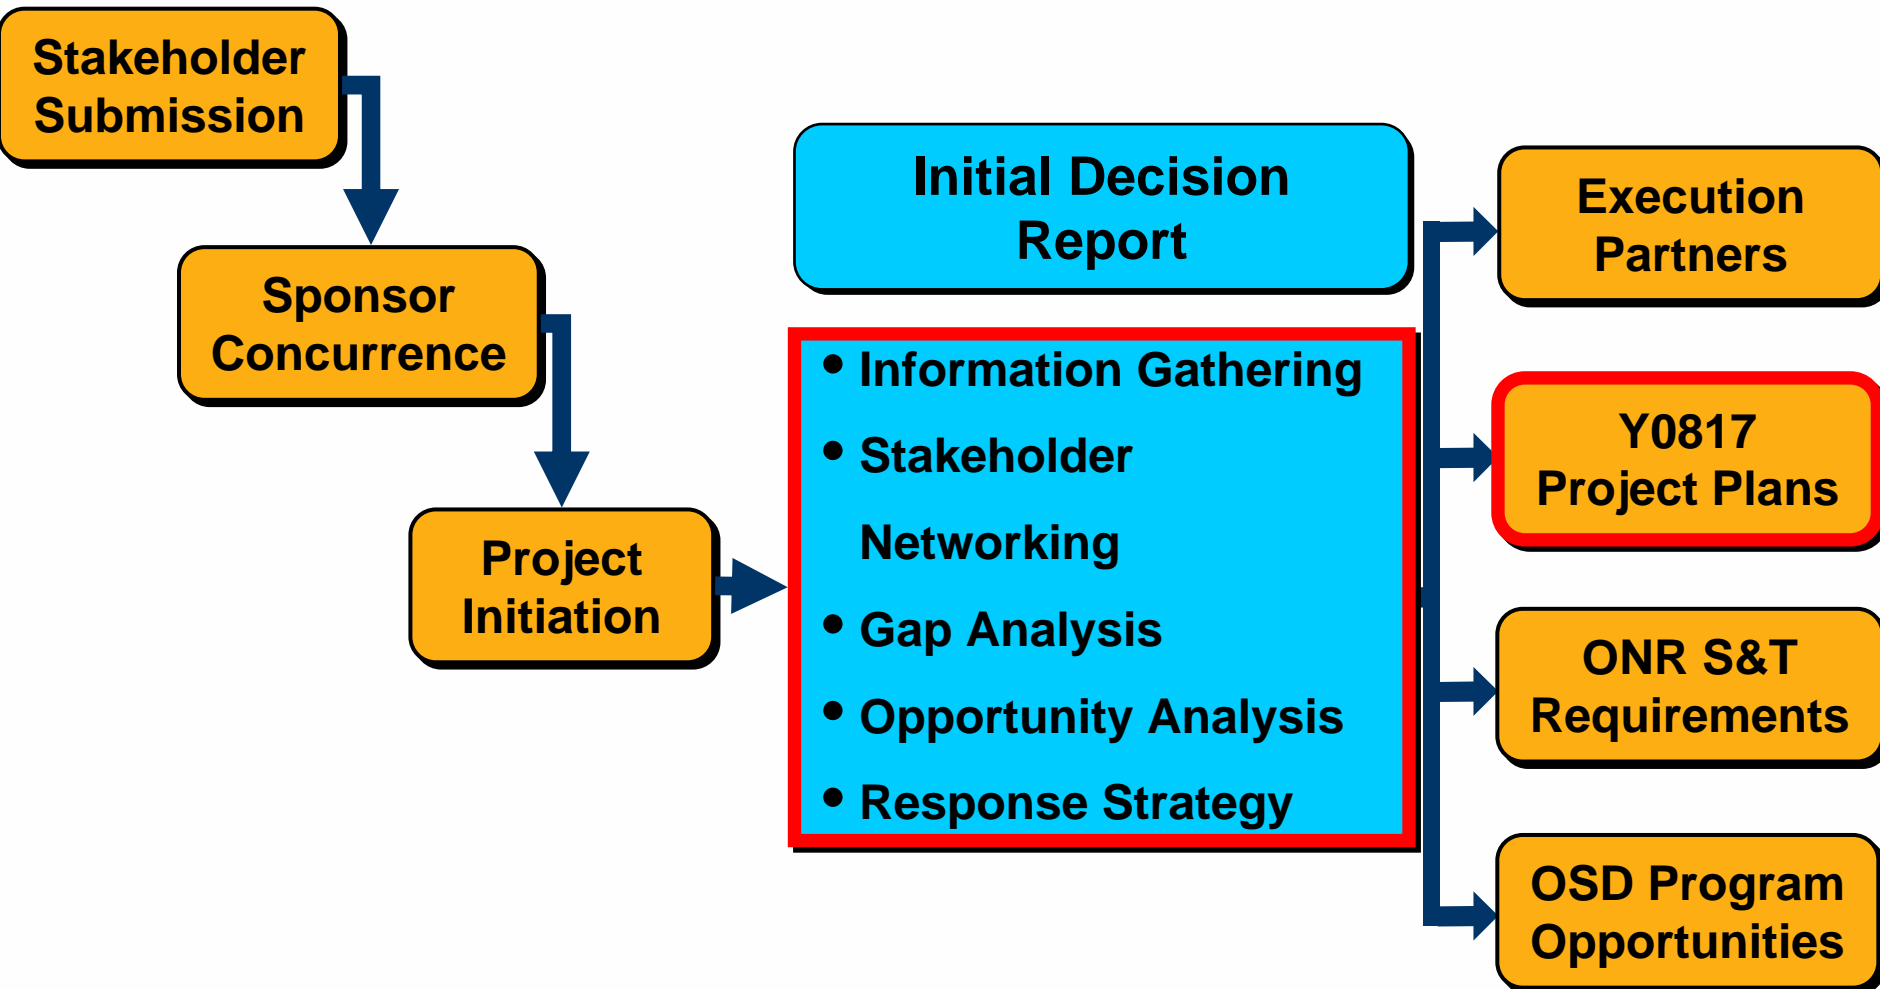 Stakeholder
Submission
Sponsor
Concurrence
Project
Initiation
Initial Decision
Report
• Information Gathering
• Stakeholder
Networking
• Gap Analysis
• Opportunity Analysis
• Response Strategy
Execution
Partners
Y0817
Project Plans
ONR S&T
Requirements
OSD Program
Opportunities